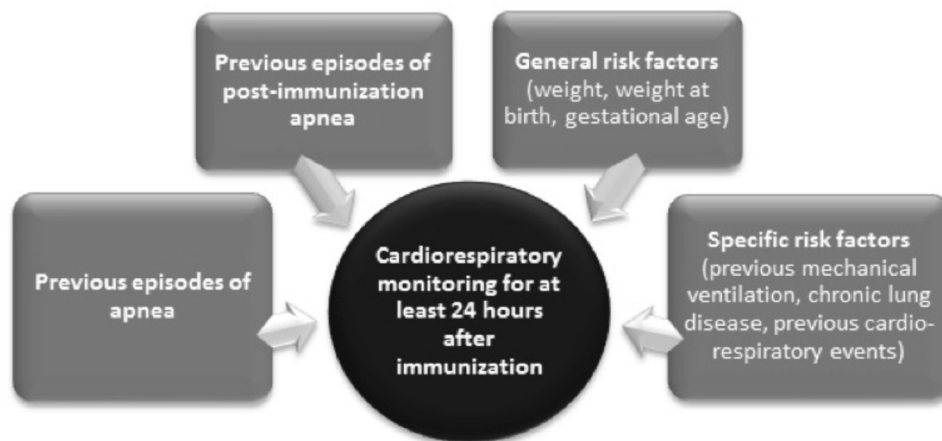 Previous episodes of
post-immunization
apnea
General risk factors
(weight, weight at
birth, gestational age)
Previous episodes of
apnea
Cardiorespiratory
monitoring for at
least 24 hours
after
immunization
Specific risk factors
(previous mechanical
ventilation, chronic lung
disease, previous cardio-
respiratory events)